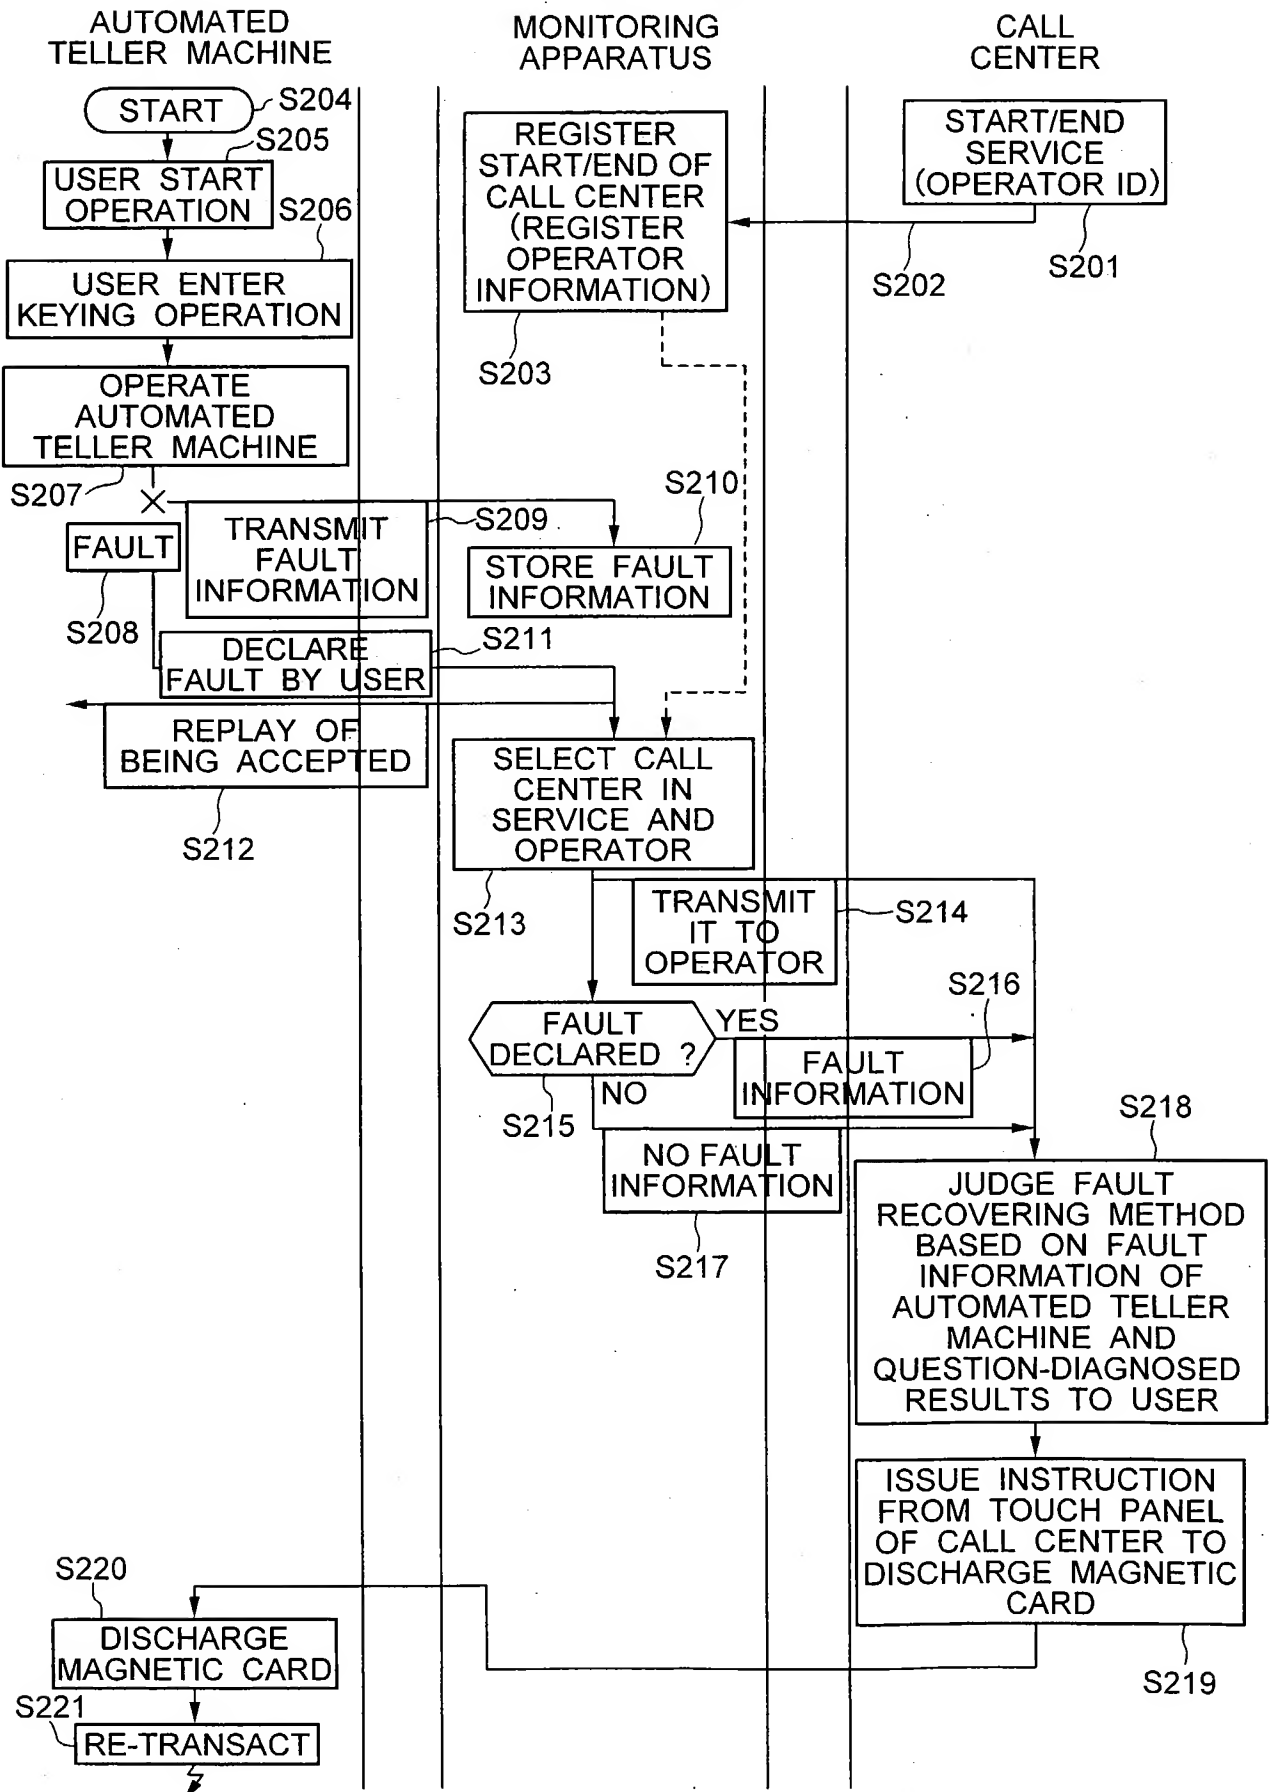 AUTOMATED
TELLER MACHINE
MONITORING
APPARATUS
CALL
CENTER
START
S204
S205
USER START
OPERATION
S206
USER ENTER
KEYING OPERATION
OPERATE
AUTOMATED
TELLER MACHINE
S207
REGISTER
START/END OF
CALL CENTER
(REGISTER
OPERATOR
INFORMATION)
S203
START/END
SERVICE
(OPERATOR ID)
S202
S201
FAULT
S208
TRANSMIT
FAULT
INFORMATION
S209
S210
STORE FAULT
INFORMATION
DECLARE
FAULT BY USER
S211
REPLAY OF
BEING ACCEPTED
S212
SELECT CALL
CENTER IN
SERVICE AND
OPERATOR
S213
TRANSMIT
IT TO
OPERATOR
S214
FAULT
DECLARED ?
S215
YES
S216
FAULT
INFORMATION
NO
NO FAULT
INFORMATION
S217
S218
JUDGE FAULT
RECOVERING METHOD
BASED ON FAULT
INFORMATION OF
AUTOMATED TELLER
MACHINE AND
QUESTION-DIAGNOSED
RESULTS TO USER
ISSUE INSTRUCTION
FROM TOUCH PANEL
OF CALL CENTER TO
DISCHARGE MAGNETIC
CARD
S219
S220
DISCHARGE
MAGNETIC CARD
S221
RE-TRANSACT